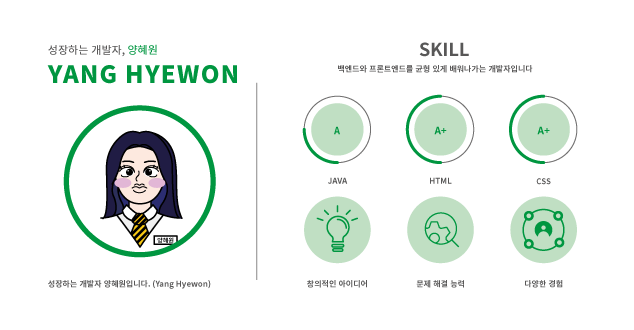 성장하는 개발자, 양혜원
YANG HYEWON
양혜원
성장하는 개발자 양혜원입니다. (Yang Hyewon)
SKILL
백엔드와 프론트엔드를 균형 있게 배워나가는 개발자입니다
A
A+
A+
JAVA
HTML
CSS
창의적인 아이디어
문제 해결 능력
다양한 경험